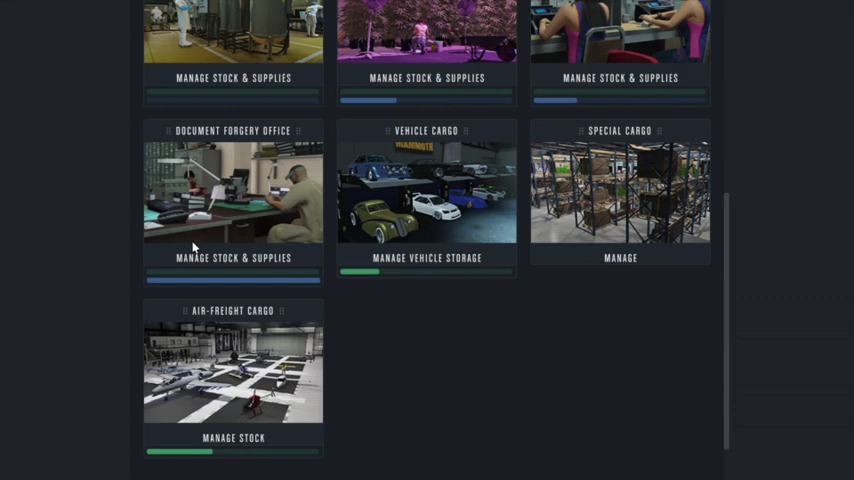 MANAGE STOCK & SUPPLIES
MANAGE STOCK & SUPPLIES
MANAGE STOCK & SUPPLIES
DOCUMENT FORGERY OFFICE
VEHICLE CARGO
SPECIAL CARGO
MAMMOTH
MANAGE STOCK & SUPPLIES
MANAGE VEHICLE STORAGE
MANAGE
AIR-FREIGHT CARGO
MANAGE STOCK